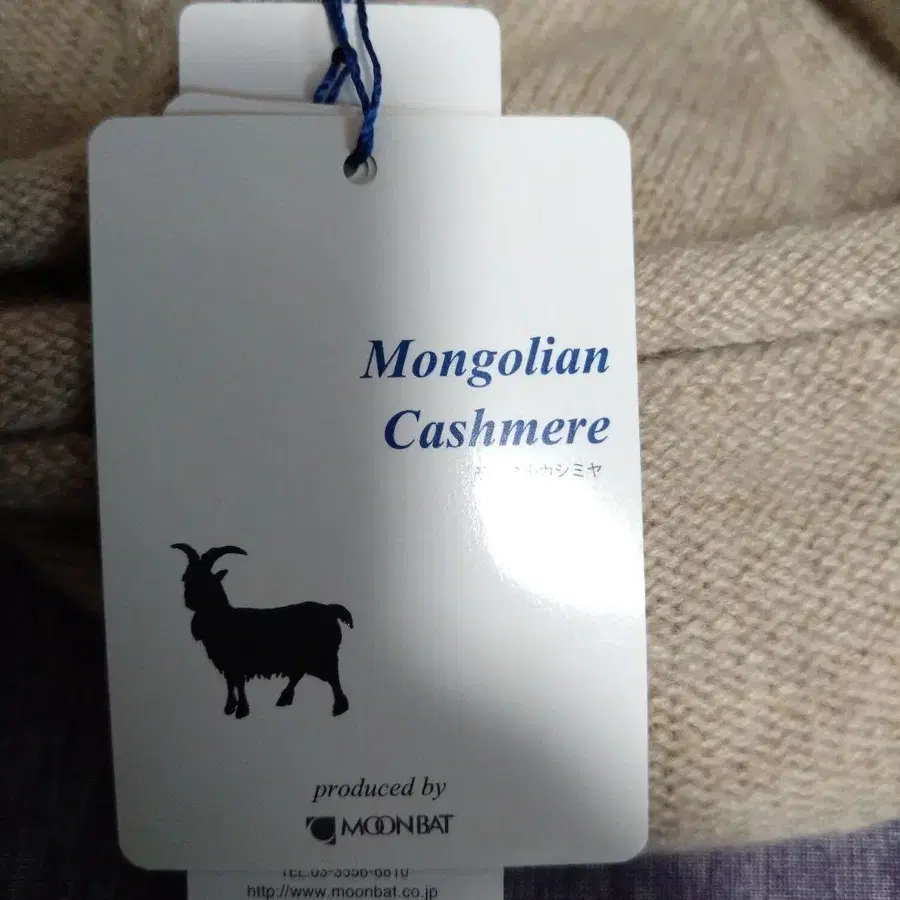 Mongolian
Cashmere
カシミヤ
produced by
MOONBAT
http://www.moonbat.co.jp